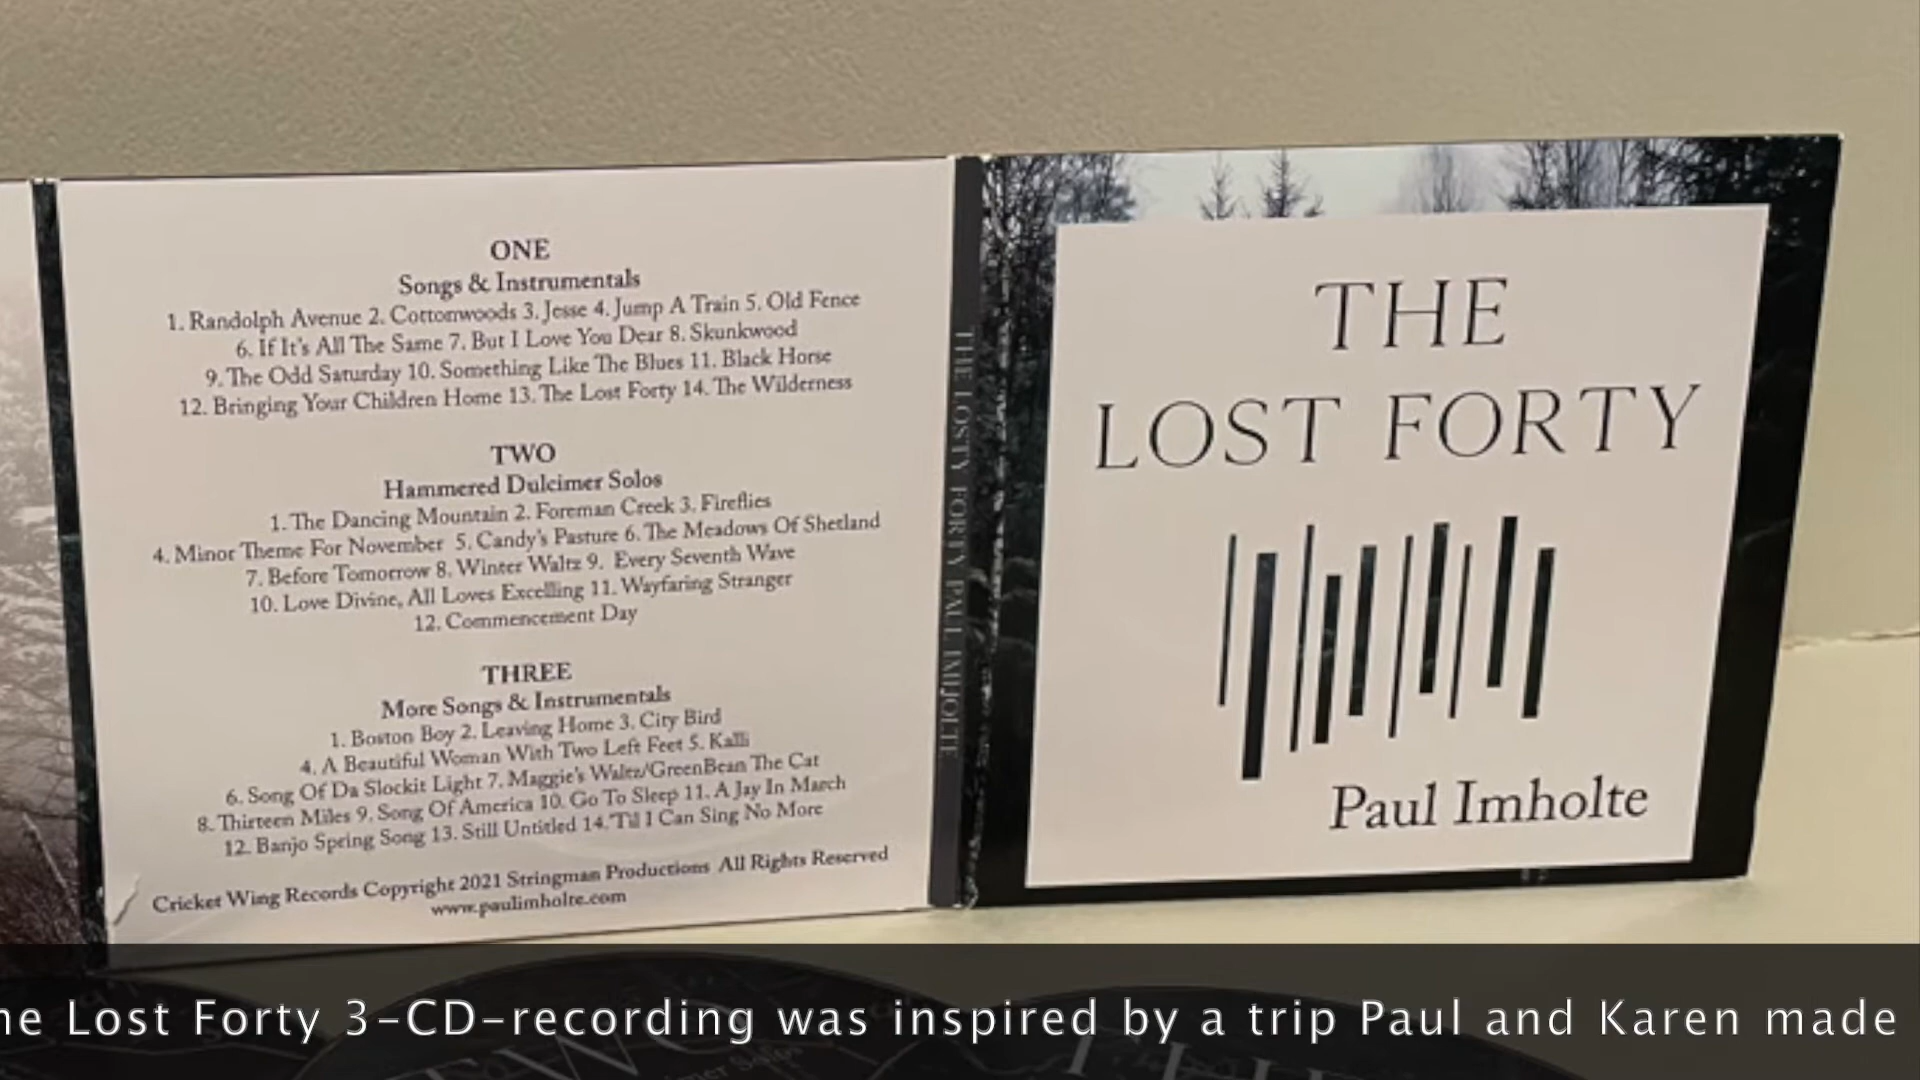 ONE
Songs & Instrumentals
1. Randolph Avenue 2. Cottonwoods 3. Jesse 4. Jump A Train 5. Old Fence
6. If It's All The Same 7. But I Love You Dear 8. Skunkwood
9. The Odd Saturday 10. Something Like The Blues 11. Black Horse
12. Bringing Your Children Home 13. The Lost Forty 14. The Wilderness
TWO
Hammered Dulcimer Solos
1. The Dancing Mountain 2. Foreman Creek 3. Fireflies
4. Minor Theme For November 5. Candy's Pasture 6. The Meadows Of Shetland
7. Before Tomorrow 8. Winter Waltz 9. Every Seventh Wave
10. Love Divine, All Loves Excelling 11. Wayfaring Stranger
12. Commencement Day
THREE
More Songs & Instrumentals
1. Boston Boy 2. Leaving Home 3. City Bird
4. A Beautiful Woman With Two Left Feet 5. Kalli
6. Song Of Da Slockit Light 7. Maggie's Waltz/GreenBean The Cat
8. Thirteen Miles 9. Song Of America 10. Go To Sleep 11. A Jay In March
12. Banjo Spring Song 13. Still Untitled 14. 'Til I Can Sing No More
Cricket Wing Records Copyright 2021 Stringman Productions All Rights Reserved
www.paulimholte.com
THE LOSTY FORTY PAUL IMHOLTE
THE
LOST FORTY
Paul Imholte
he Lost Forty 3-CD-recording was inspired by a trip Paul and Karen made